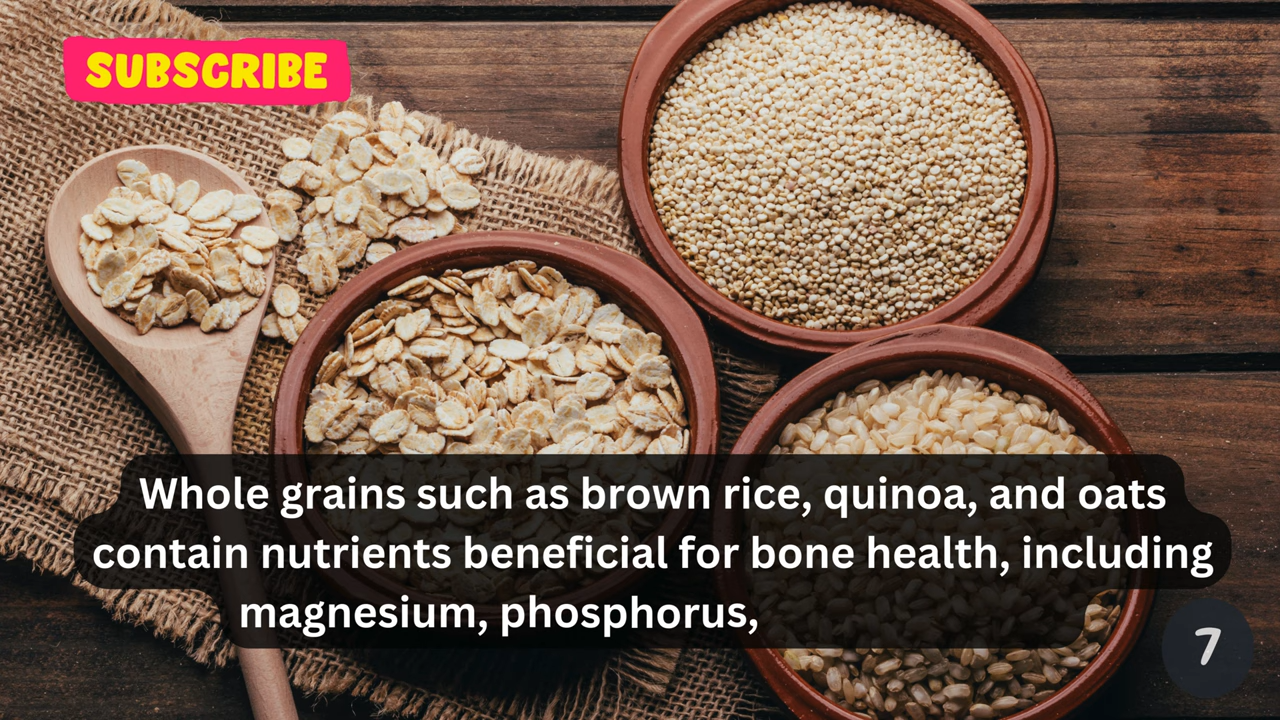 SUBSCRIBE
Whole grains such as brown rice, quinoa, and oats
contain nutrients beneficial for bone health, including
magnesium, phosphorus,
7